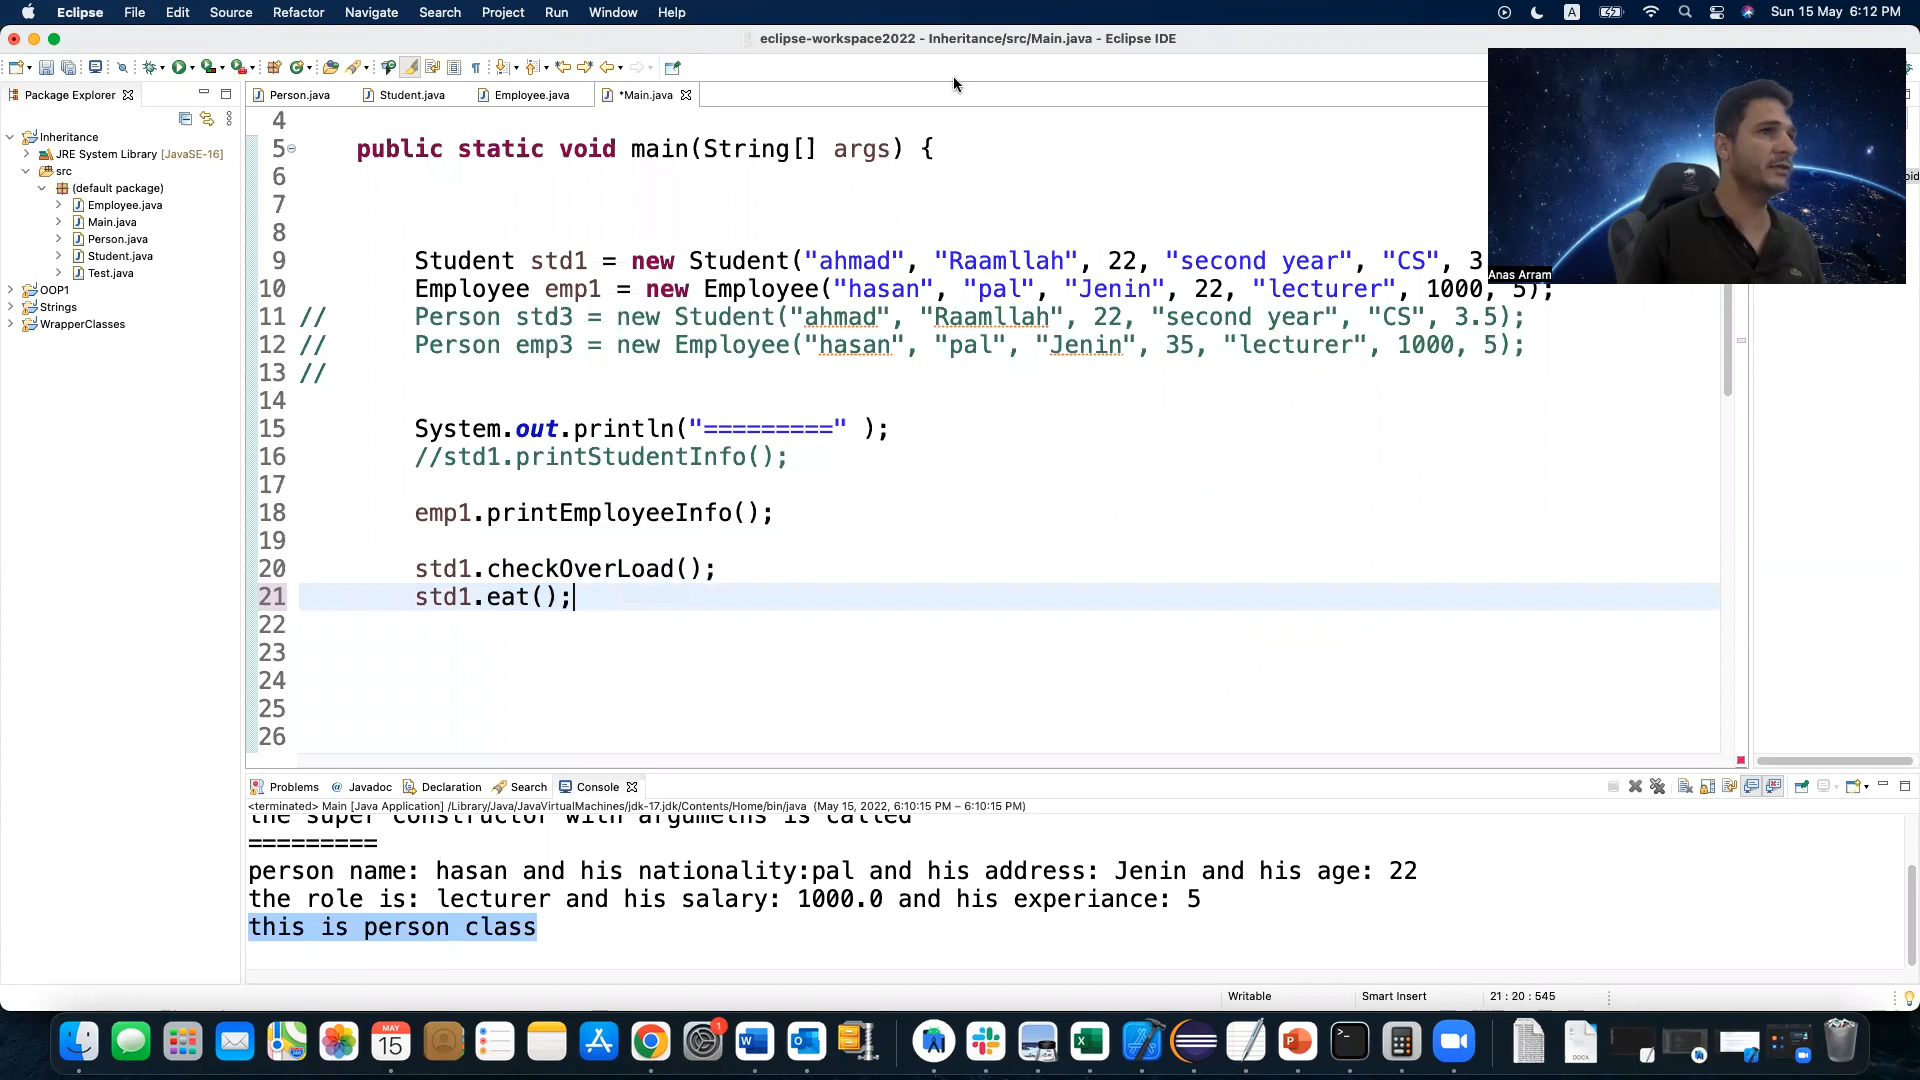 Eclipse File Edit Source Refactor Navigate Search Project Run Window Help
A
Sun 15 May 6:12 PM
eclipse-workspace2022 - Inheritance/src/Main.java - Eclipse IDE
Package Explorer
Person.java
Student.java
Employee.java
*Main.java
Inheritance
JRE System Library [JavaSE-16]
src
(default package)
Employee.java
Main.java
Person.java
Student.java
Test.java
OOP1
Strings
WrapperClasses
4
5 public static void main(String[] args) {
6
7
8
9 Student std1 = new Student("ahmad", "Raamllah", 22, "second year", "CS", 3
10 Employee emp1 = new Employee("hasan", "pal", "Jenin", 22, "lecturer", 1000, 5);
11 // Person std3 = new Student("ahmad", "Raamllah", 22, "second year", "CS", 3.5);
12 // Person emp3 = new Employee("hasan", "pal", "Jenin", 35, "lecturer", 1000, 5);
13 //
14
15 System.out.println("=========" );
16 //std1.printStudentInfo();
17
18 emp1.printEmployeeInfo();
19
20 std1.checkOverLoad();
21 std1.eat();
22
23
24
25
26
Anas Arram
Problems @ Javadoc Declaration Search Console
<terminated> Main [Java Application] /Library/Java/JavaVirtualMachines/jdk-17.jdk/Contents/Home/bin/java (May 15, 2022, 6:10:15 PM – 6:10:15 PM)
the super constructor with argumeths is called
=========
person name: hasan and his nationality:pal and his address: Jenin and his age: 22
the role is: lecturer and his salary: 1000.0 and his experiance: 5
this is person class
Writable
Smart Insert
21 : 20 : 545
MAY
15
1
DOCX